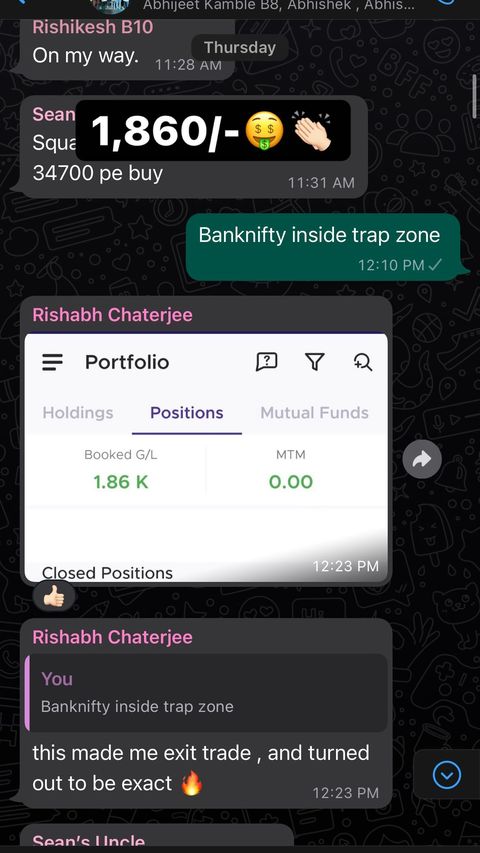 Abhijeet Kamble B8, Abhishek , Abhis...
Rishikesh B10
On my way.
11:28 AM
Thursday
Sean
1,860/-🤑👏🏻
Squa
34700 pe buy
11:31 AM
Banknifty inside trap zone
12:10 PM
Rishabh Chaterjee
Portfolio
Holdings Positions Mutual Funds
Booked G/L MTM
1.86 K 0.00
Closed Positions
12:23 PM
👍🏻
Rishabh Chaterjee
You
Banknifty inside trap zone
this made me exit trade , and turned
out to be exact 🔥
12:23 PM
Sean's Uncle